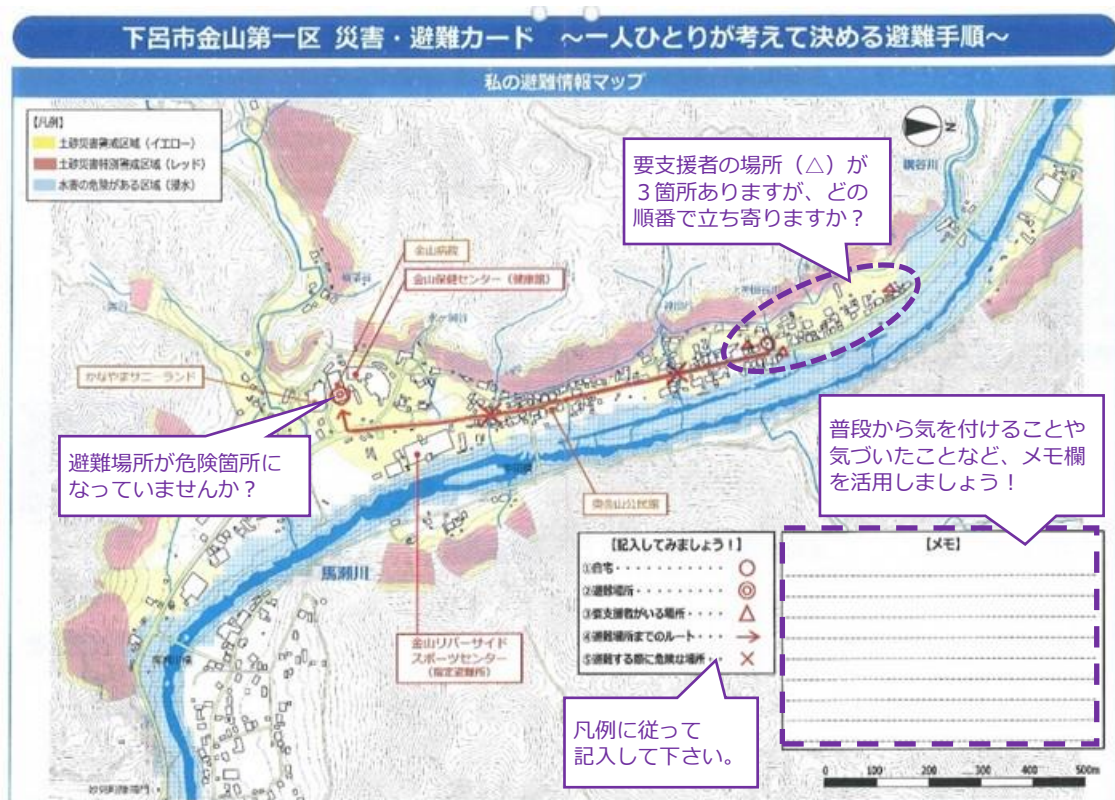 下呂市金山第一区 災害・避難カード ～一人ひとりが考えて決める避難手順～
私の避難情報マップ
【凡例】
土砂災害警戒区域（イエロー）
土砂災害特別警戒区域（レッド）
水害の危険がある区域（浸水）
N
要支援者の場所（△）が
３箇所ありますが、どの
順番で立ち寄りますか？
金山病院
金山保健センター（健康館）
かなやまサニーランド
避難場所が危険箇所に
なっていませんか？
普段から気を付けることや
気づいたことなど、メモ欄
を活用しましょう！
東金山公民館
馬瀬川
金山リバーサイド
スポーツセンター
（指定避難所）
【記入してみましょう！】
①自宅・・・・・・・・・・・ ○
②避難場所・・・・・・・・・ ◎
③要支援者がいる場所・・・・ △
④避難場所までのルート・・・ →
⑤避難する際に危険な場所・・ ×
【メモ】
凡例に従って
記入して下さい。
0 100 200 300 400 500m